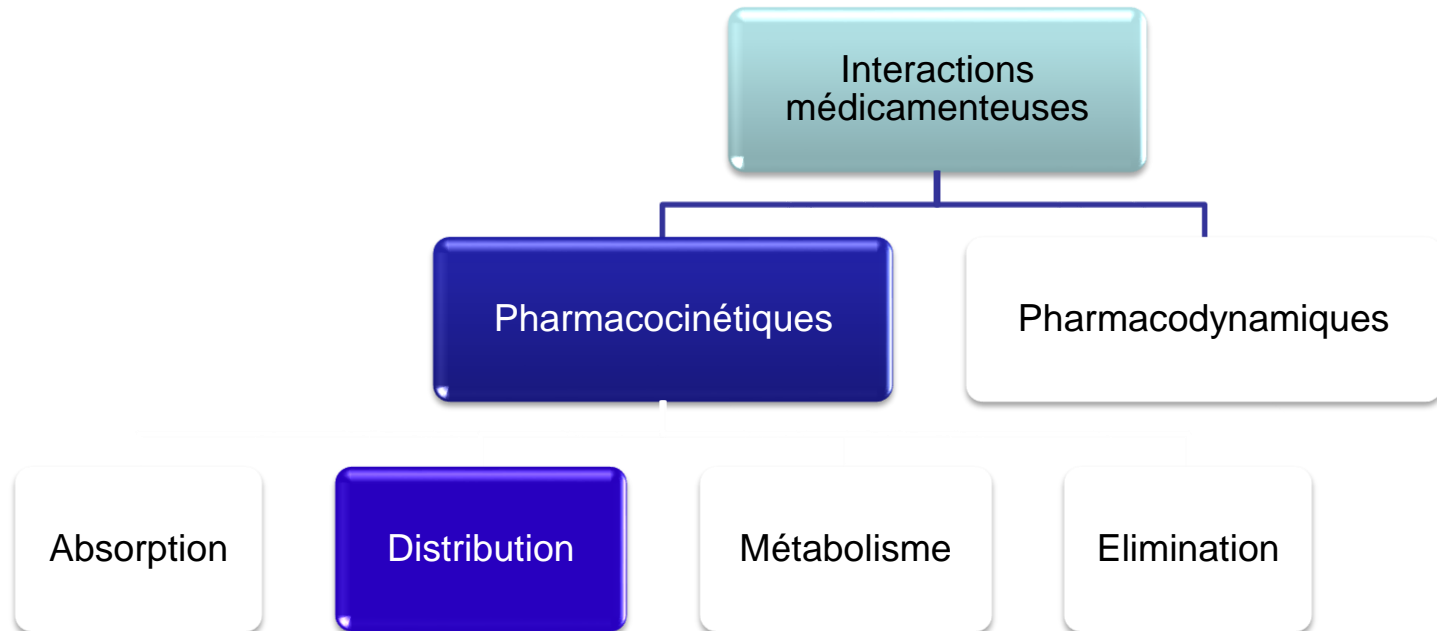 Interactions
médicamenteuses
Pharmacocinétiques
Pharmacodynamiques
Absorption
Distribution
Métabolisme
Elimination